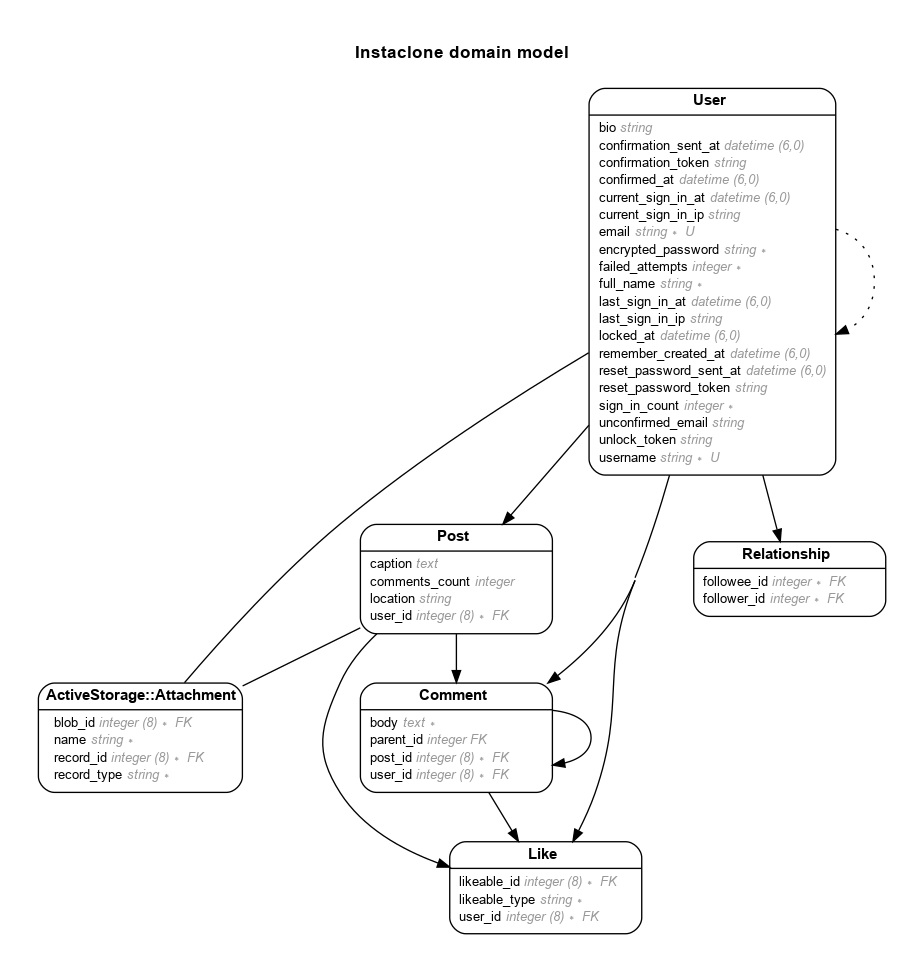 Instaclone domain model
User
bio string
confirmation_sent_at datetime (6,0)
confirmation_token string
confirmed_at datetime (6,0)
current_sign_in_at datetime (6,0)
current_sign_in_ip string
email string ∗ U
encrypted_password string ∗
failed_attempts integer ∗
full_name string ∗
last_sign_in_at datetime (6,0)
last_sign_in_ip string
locked_at datetime (6,0)
remember_created_at datetime (6,0)
reset_password_sent_at datetime (6,0)
reset_password_token string
sign_in_count integer ∗
unconfirmed_email string
unlock_token string
username string ∗ U
Post
caption text
comments_count integer
location string
user_id integer (8) ∗ FK
Relationship
followee_id integer ∗ FK
follower_id integer ∗ FK
ActiveStorage::Attachment
blob_id integer (8) ∗ FK
name string ∗
record_id integer (8) ∗ FK
record_type string ∗
Comment
body text ∗
parent_id integer FK
post_id integer (8) ∗ FK
user_id integer (8) ∗ FK
Like
likeable_id integer (8) ∗ FK
likeable_type string ∗
user_id integer (8) ∗ FK